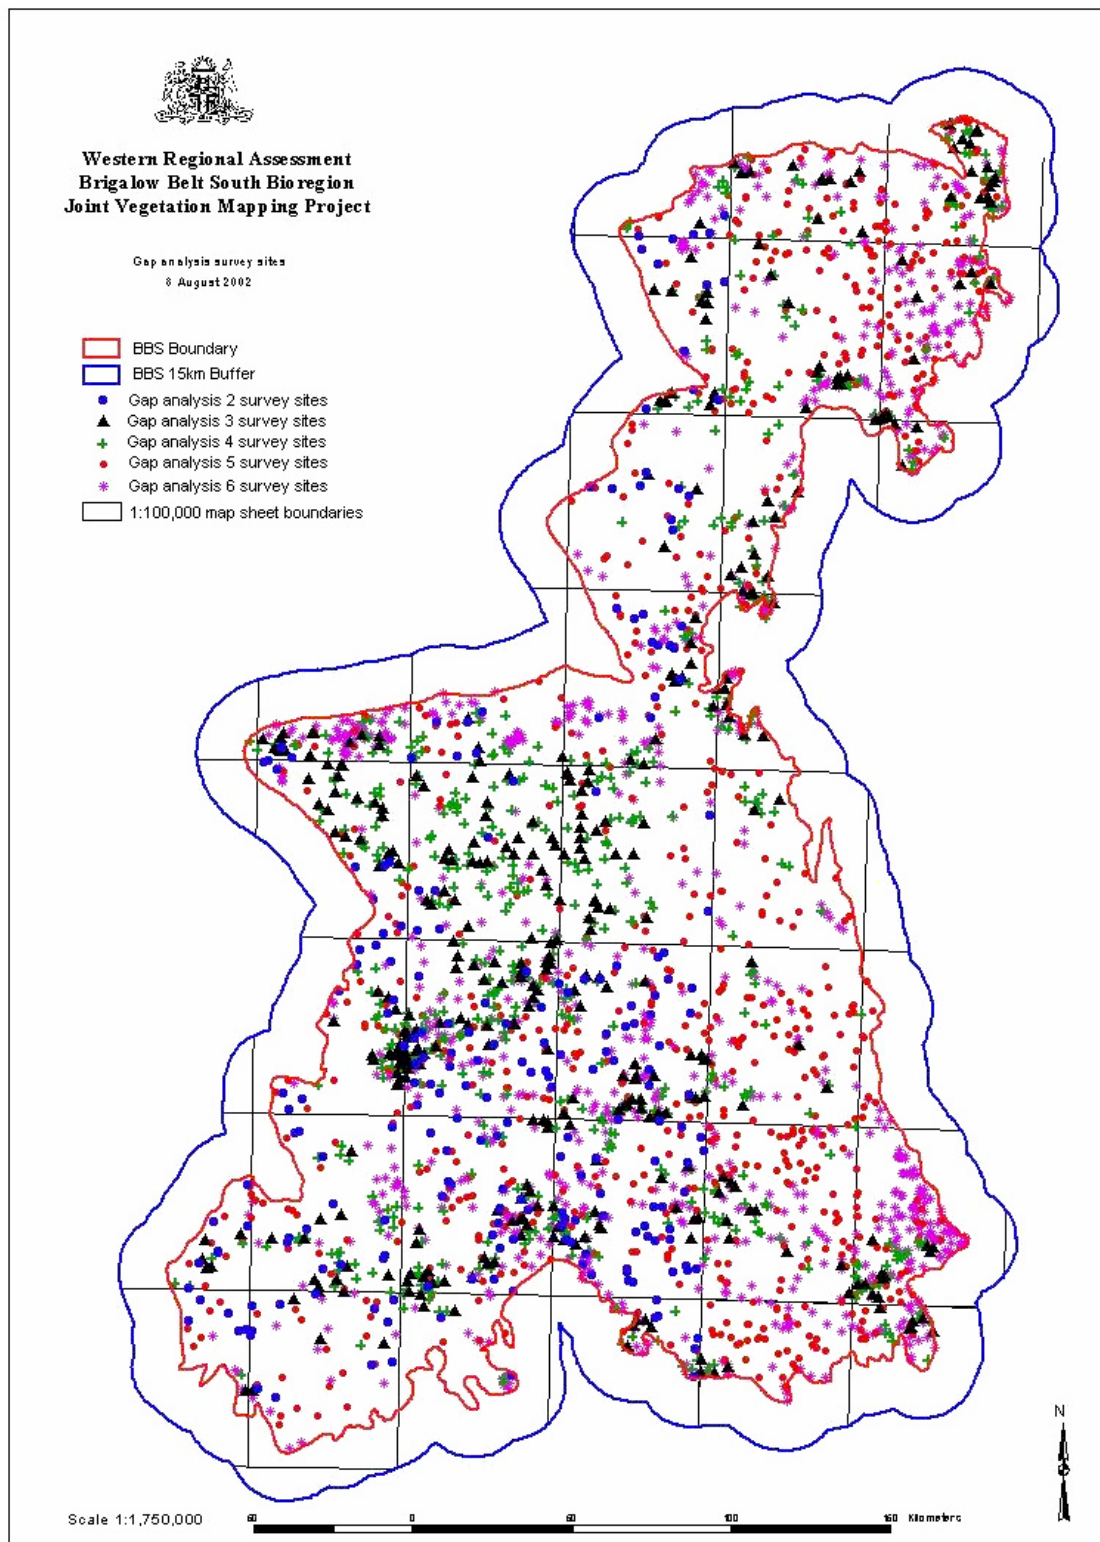 Western Regional Assessment
Brigalow Belt South Bioregion
Joint Vegetation Mapping Project
Gap analysis survey sites
8 August 2002
BBS Boundary
BBS 15km Buffer
Gap analysis 2 survey sites
Gap analysis 3 survey sites
Gap analysis 4 survey sites
Gap analysis 5 survey sites
Gap analysis 6 survey sites
1:100,000 map sheet boundaries
N
Scale 1:1,750,000
50 0 50 100 150 Kilometers